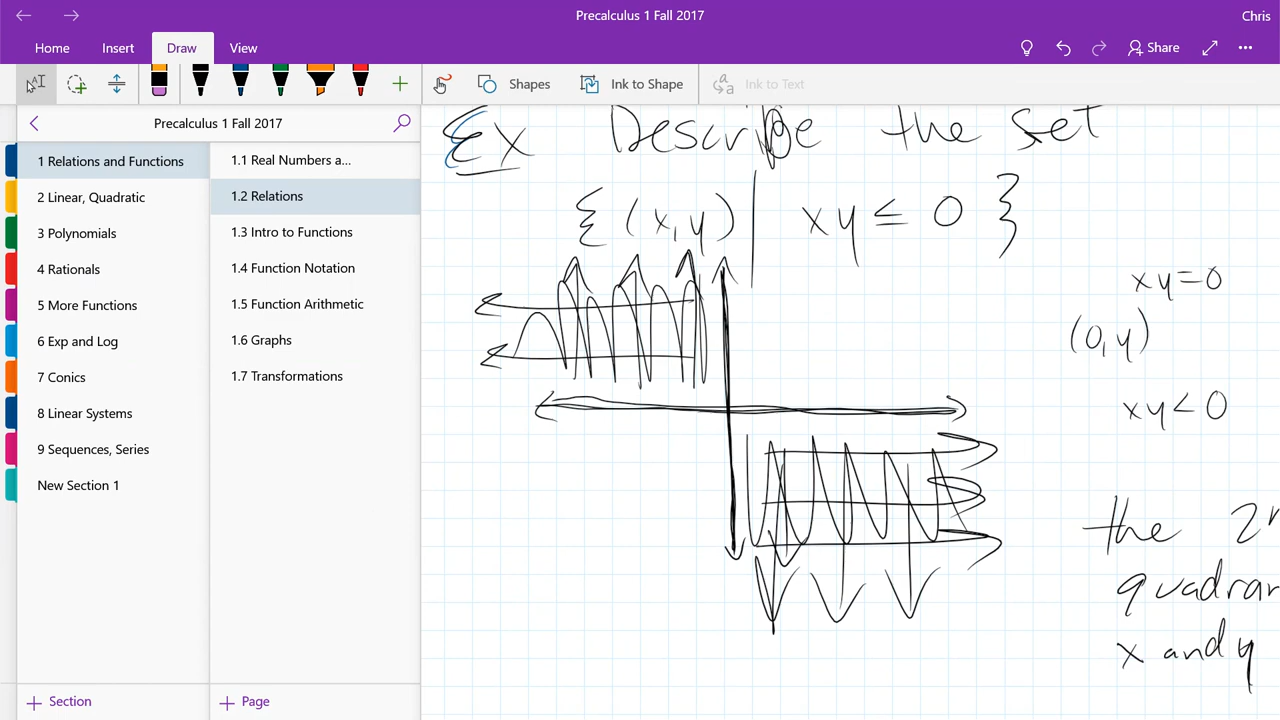 Precalculus 1 Fall 2017
Chris
Home Insert Draw View
Share
Shapes
Ink to Shape
Ink to Text
Precalculus 1 Fall 2017
1 Relations and Functions
2 Linear, Quadratic
3 Polynomials
4 Rationals
5 More Functions
6 Exp and Log
7 Conics
8 Linear Systems
9 Sequences, Series
New Section 1
+ Section
1.1 Real Numbers a...
1.2 Relations
1.3 Intro to Functions
1.4 Function Notation
1.5 Function Arithmetic
1.6 Graphs
1.7 Transformations
+ Page
Ex Describe the set
{(x,y) | xy ≤ 0}
xy=0
(0,y)
xy<0
the 2
quadran
x and y